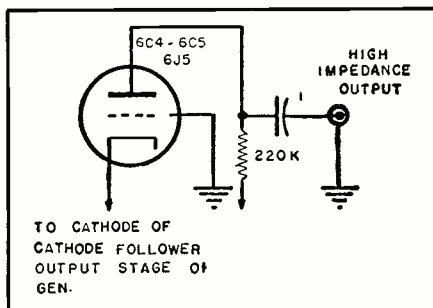 6C4 - 6C5
6J5
HIGH
IMPEDANCE
OUTPUT
.1
220K
TO CATHODE OF
CATHODE FOLLOWER
OUTPUT STAGE OF
GEN.